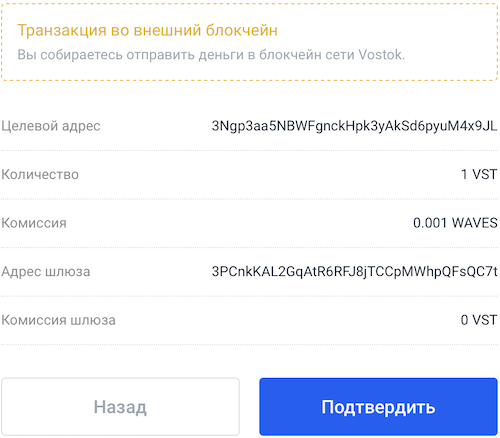 Транзакция во внешний блокчейн
Вы собираетесь отправить деньги в блокчейн сети Vostok.
Целевой адрес 3Ngp3aa5NBWFgnckHpk3yAkSd6pyuM4x9JL
Количество 1 VST
Комиссия 0.001 WAVES
Адрес шлюза 3PCnkKAL2GqAtR6RFJ8jTCCpMWhpQFsQC7t
Комиссия шлюза 0 VST
Назад Подтвердить